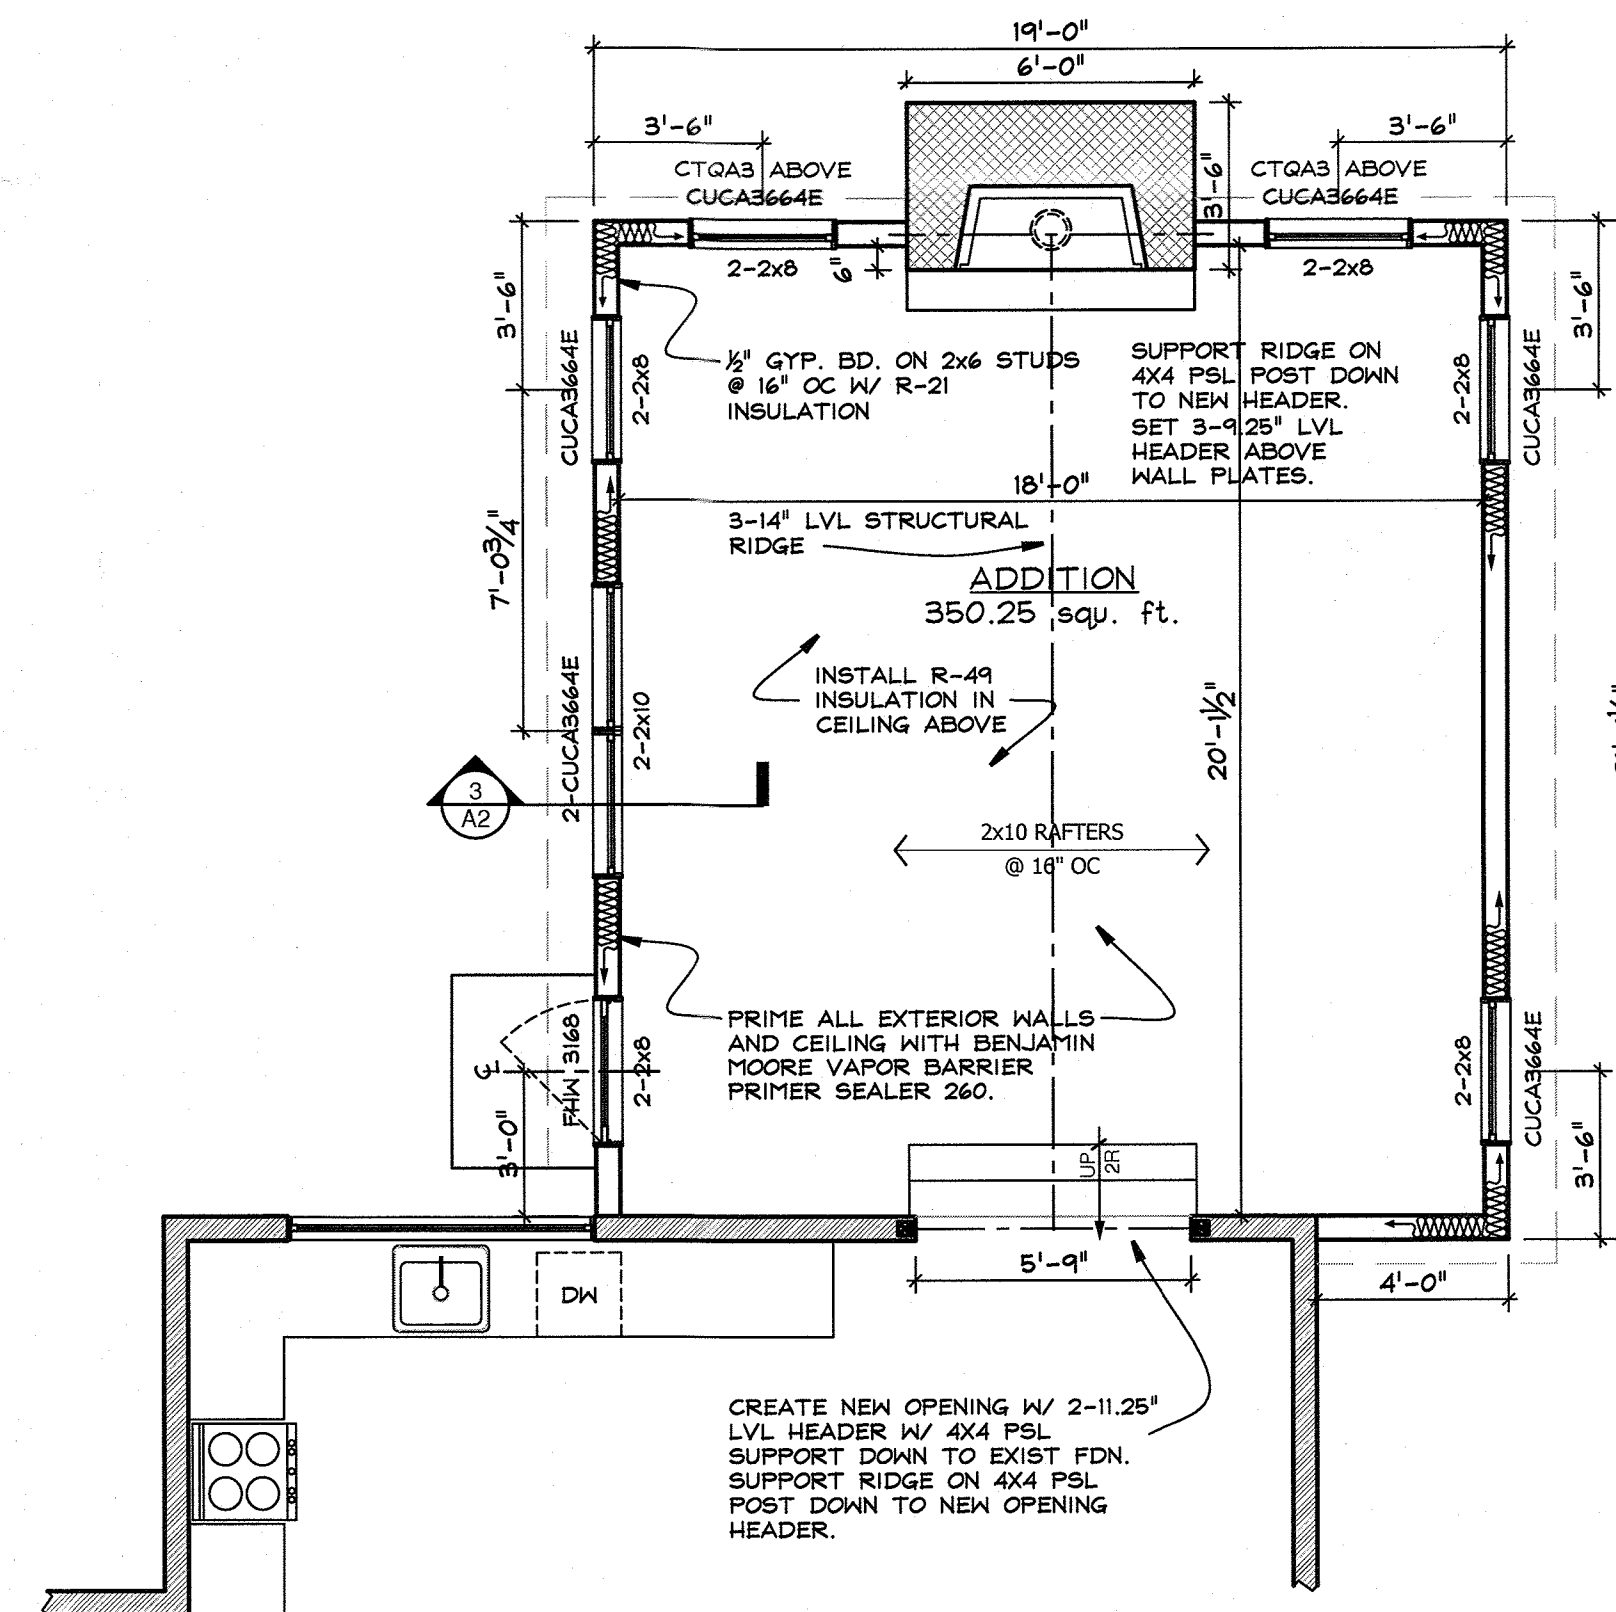 19'-0"
6'-0"
3'-6"
3'-6"
CTQA3 ABOVE
CUCA3664E
CTQA3 ABOVE
CUCA3664E
3'-6"
2-2x8
6"
2-2x8
3'-6"
3'-6"
CUCA3664E
2-2x8
½" GYP. BD. ON 2x6 STUDS
@ 16" OC W/ R-21
INSULATION
SUPPORT RIDGE ON
4X4 PSL POST DOWN
TO NEW HEADER.
SET 3-9.25" LVL
HEADER ABOVE
WALL PLATES.
2-2x8
CUCA3664E
18'-0"
7'-0¾"
3-14" LVL STRUCTURAL
RIDGE
ADDITION
350.25 squ. ft.
INSTALL R-49
INSULATION IN
CEILING ABOVE
20'-1½"
2-CUCA3664E
2-2x10
3
A2
2x10 RAFTERS
@ 16" OC
PRIME ALL EXTERIOR WALLS
AND CEILING WITH BENJAMIN
MOORE VAPOR BARRIER
PRIMER SEALER 260.
FHW 3168
2-2x8
2-2x8
CUCA3664E
3'-0"
3'-6"
UP
2R
5'-9"
4'-0"
DW
CREATE NEW OPENING W/ 2-11.25"
LVL HEADER W/ 4X4 PSL
SUPPORT DOWN TO EXIST FDN.
SUPPORT RIDGE ON 4X4 PSL
POST DOWN TO NEW OPENING
HEADER.